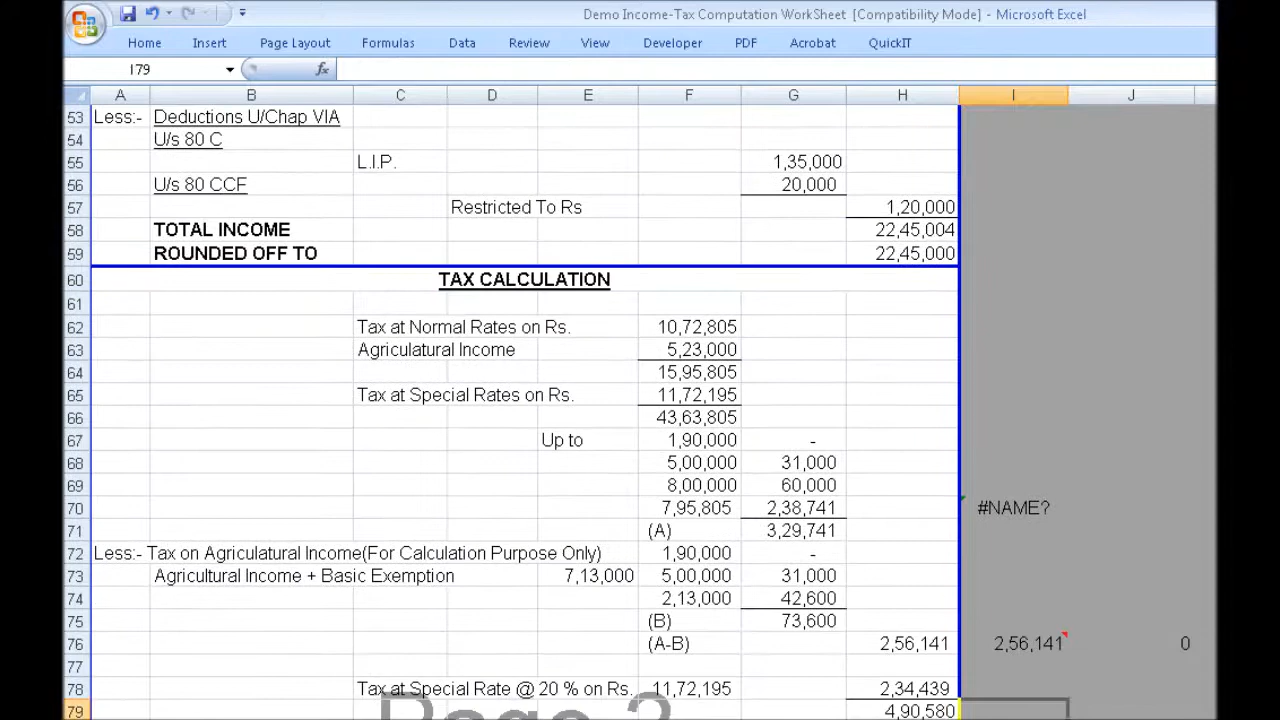 Demo Income-Tax Computation WorkSheet [Compatibility Mode] - Microsoft Excel
Home Insert Page Layout Formulas Data Review View Developer PDF Acrobat QuickIT
I79 fx
A B C D E F G H I J
53 Less:- Deductions U/Chap VIA
54 U/s 80 C
55 L.I.P. 1,35,000
56 U/s 80 CCF 20,000
57 Restricted To Rs 1,20,000
58 TOTAL INCOME 22,45,004
59 ROUNDED OFF TO 22,45,000
60 TAX CALCULATION
61
62 Tax at Normal Rates on Rs. 10,72,805
63 Agriculatural Income 5,23,000
64 15,95,805
65 Tax at Special Rates on Rs. 11,72,195
66 43,63,805
67 Up to 1,90,000 -
68 5,00,000 31,000
69 8,00,000 60,000
70 7,95,805 2,38,741 #NAME?
71 (A) 3,29,741
72 Less:- Tax on Agriculatural Income(For Calculation Purpose Only) 1,90,000 -
73 Agricultural Income + Basic Exemption 7,13,000 5,00,000 31,000
74 2,13,000 42,600
75 (B) 73,600
76 (A-B) 2,56,141 2,56,141 0
77
78 Tax at Special Rate @ 20 % on Rs. 11,72,195 2,34,439
79 4,90,580